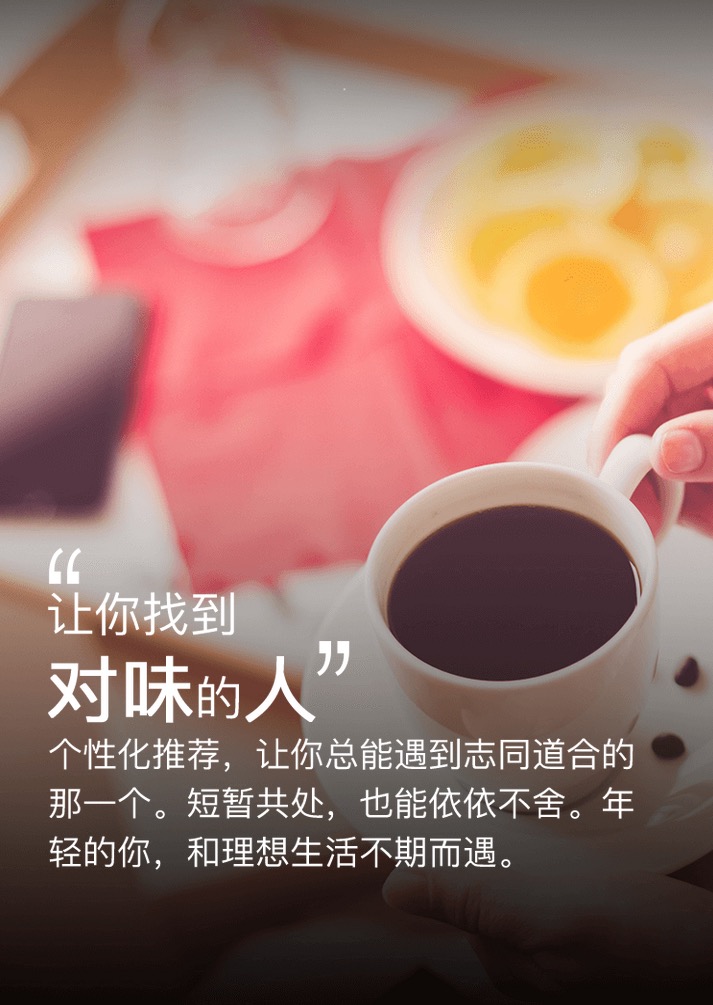 “
让你找到
对味的人”
个性化推荐，让你总能遇到志同道合的
那一个。短暂共处，也能依依不舍。年
轻的你，和理想生活不期而遇。